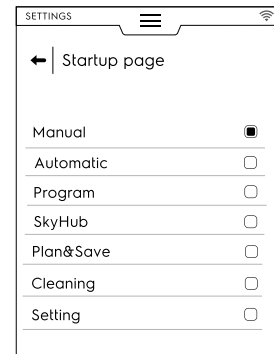 SETTINGS
Startup page
Manual
Automatic
Program
SkyHub
Plan&Save
Cleaning
Setting